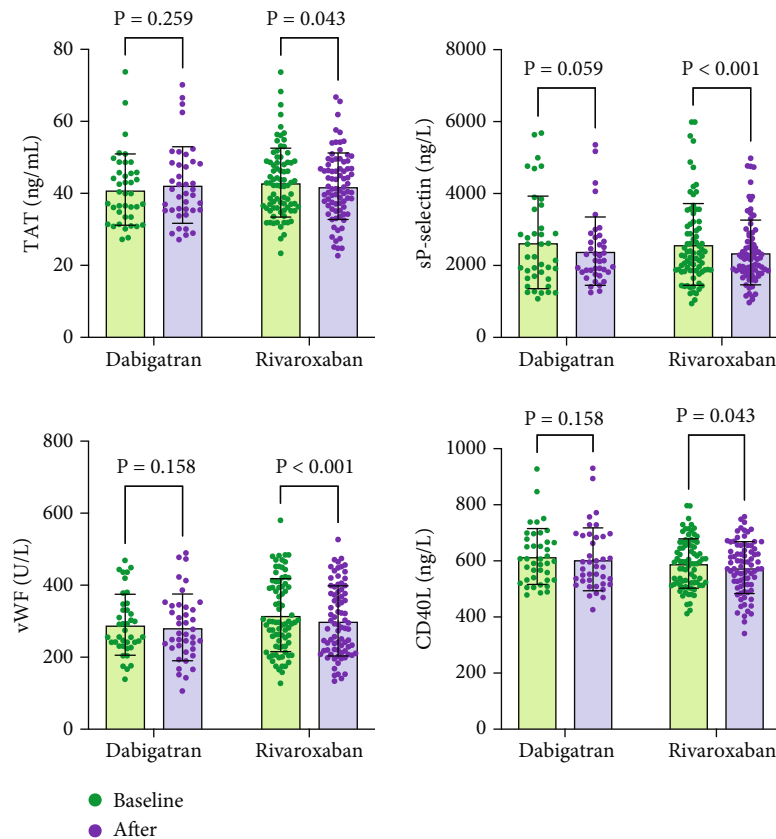 P = 0.259
P = 0.043
TAT (ng/mL)
80
60
40
20
0
Dabigatran
Rivaroxaban
P = 0.059
P < 0.001
sP-selectin (ng/L)
8000
6000
4000
2000
0
Dabigatran
Rivaroxaban
P = 0.158
P < 0.001
vWF (U/L)
800
600
400
200
0
Dabigatran
Rivaroxaban
P = 0.158
P = 0.043
CD40L (ng/L)
1000
800
600
400
200
0
Dabigatran
Rivaroxaban
Baseline
After